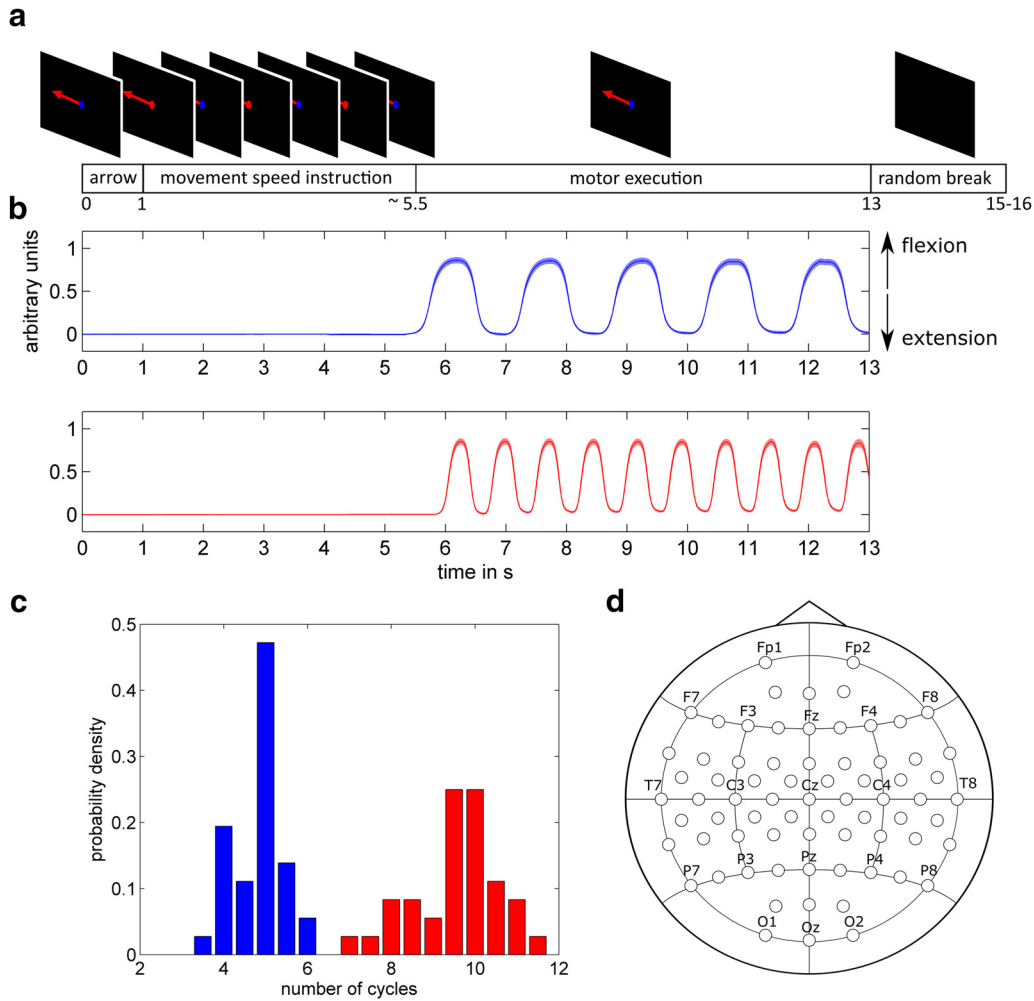 a
arrow movement speed instruction motor execution random break
0 1 ~ 5.5 13 15-16
b
arbitrary units
1
0.5
0
0 1 2 3 4 5 6 7 8 9 10 11 12 13
flexion
extension
1
0.5
0
0 1 2 3 4 5 6 7 8 9 10 11 12 13
time in s
c
probability density
0.5
0.4
0.3
0.2
0.1
0
2 4 6 8 10 12
number of cycles
d
Fp1 Fp2
F7 F3 Fz F4 F8
T7 C3 Cz C4 T8
P7 P3 Pz P4 P8
O1 Oz O2